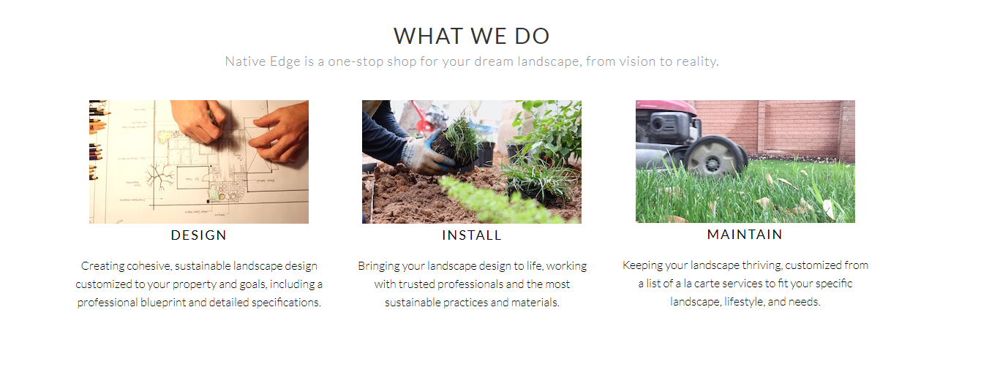 WHAT WE DO
Native Edge is a one-stop shop for your dream landscape, from vision to reality.
DESIGN
Creating cohesive, sustainable landscape design
customized to your property and goals, including a
professional blueprint and detailed specifications.
INSTALL
Bringing your landscape design to life, working
with trusted professionals and the most
sustainable practices and materials.
MAINTAIN
Keeping your landscape thriving, customized from
a list of a la carte services to fit your specific
landscape, lifestyle, and needs.